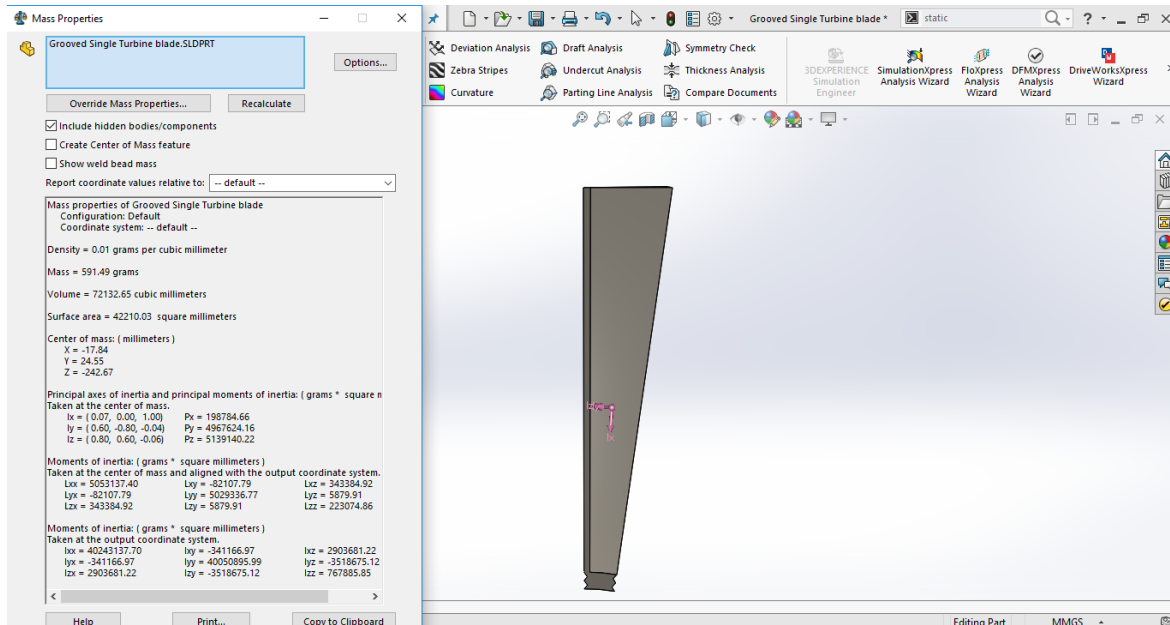 Mass Properties
Grooved Single Turbine blade.SLDPRT
Options...
Override Mass Properties...
Recalculate
Include hidden bodies/components
Create Center of Mass feature
Show weld bead mass
Report coordinate values relative to: -- default --
Mass properties of Grooved Single Turbine blade
Configuration: Default
Coordinate system: -- default --
Density = 0.01 grams per cubic millimeter
Mass = 591.49 grams
Volume = 72132.65 cubic millimeters
Surface area = 42210.03 square millimeters
Center of mass: ( millimeters )
X = -17.84
Y = 24.55
Z = -242.67
Principal axes of inertia and principal moments of inertia: ( grams * square
Taken at the center of mass.
Ix = ( 0.07, 0.00, 1.00) Px = 198784.66
Iy = ( 0.60, -0.80, -0.04) Py = 4967624.16
Iz = ( 0.80, 0.60, -0.06) Pz = 5139140.22
Moments of inertia: ( grams * square millimeters )
Taken at the center of mass and aligned with the output coordinate system.
Lxx = 5053137.40 Lxy = -82107.79 Lxz = 343384.92
Lyx = -82107.79 Lyy = 5029336.77 Lyz = 5879.91
Lzx = 343384.92 Lzy = 5879.91 Lzz = 223074.86
Moments of inertia: ( grams * square millimeters )
Taken at the output coordinate system.
Ixx = 40243137.70 Ixy = -341166.97 Ixz = 2903681.22
Iyx = -341166.97 Iyy = 40050895.99 Iyz = -3518675.12
Izx = 2903681.22 Izy = -3518675.12 Izz = 767885.85
Help
Print...
Copy to Clipboard
Grooved Single Turbine blade *
static
Deviation Analysis
Draft Analysis
Symmetry Check
Zebra Stripes
Undercut Analysis
Thickness Analysis
Curvature
Parting Line Analysis
Compare Documents
3DEXPERIENCE
Simulation
Engineer
SimulationXpress
Analysis Wizard
FloXpress
Analysis
Wizard
DFMXpress
Analysis
Wizard
DriveWorksXpress
Wizard
Ix
Editing Part
MMGS